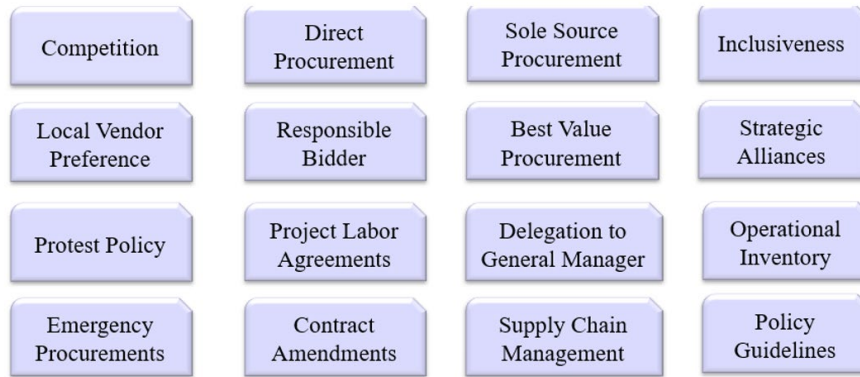 Competition
Direct
Procurement
Sole Source
Procurement
Inclusiveness
Local Vendor
Preference
Responsible
Bidder
Best Value
Procurement
Strategic
Alliances
Protest Policy
Project Labor
Agreements
Delegation to
General Manager
Operational
Inventory
Emergency
Procurements
Contract
Amendments
Supply Chain
Management
Policy
Guidelines